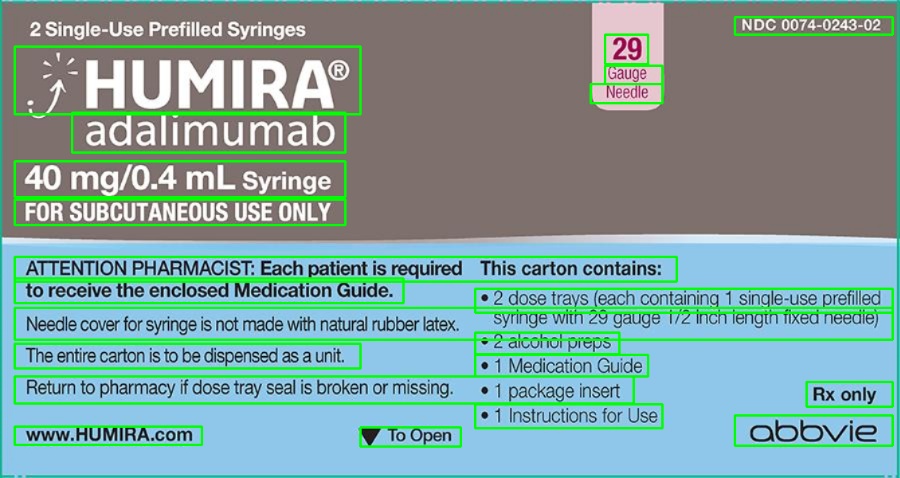 2 Single-Use Prefilled Syringes
NDC 0074-0243-02
HUMIRA®
adalimumab
29
Gauge
Needle
40 mg/0.4 mL Syringe
FOR SUBCUTANEOUS USE ONLY
ATTENTION PHARMACIST: Each patient is required
to receive the enclosed Medication Guide.
Needle cover for syringe is not made with natural rubber latex.
The entire carton is to be dispensed as a unit.
Return to pharmacy if dose tray seal is broken or missing.
www.HUMIRA.com
▼ To Open
This carton contains:
• 2 dose trays (each containing 1 single-use prefilled
syringe with 29 gauge 1/2 inch length fixed needle)
• 2 alcohol preps
• 1 Medication Guide
• 1 package insert
• 1 Instructions for Use
Rx only
abbvie